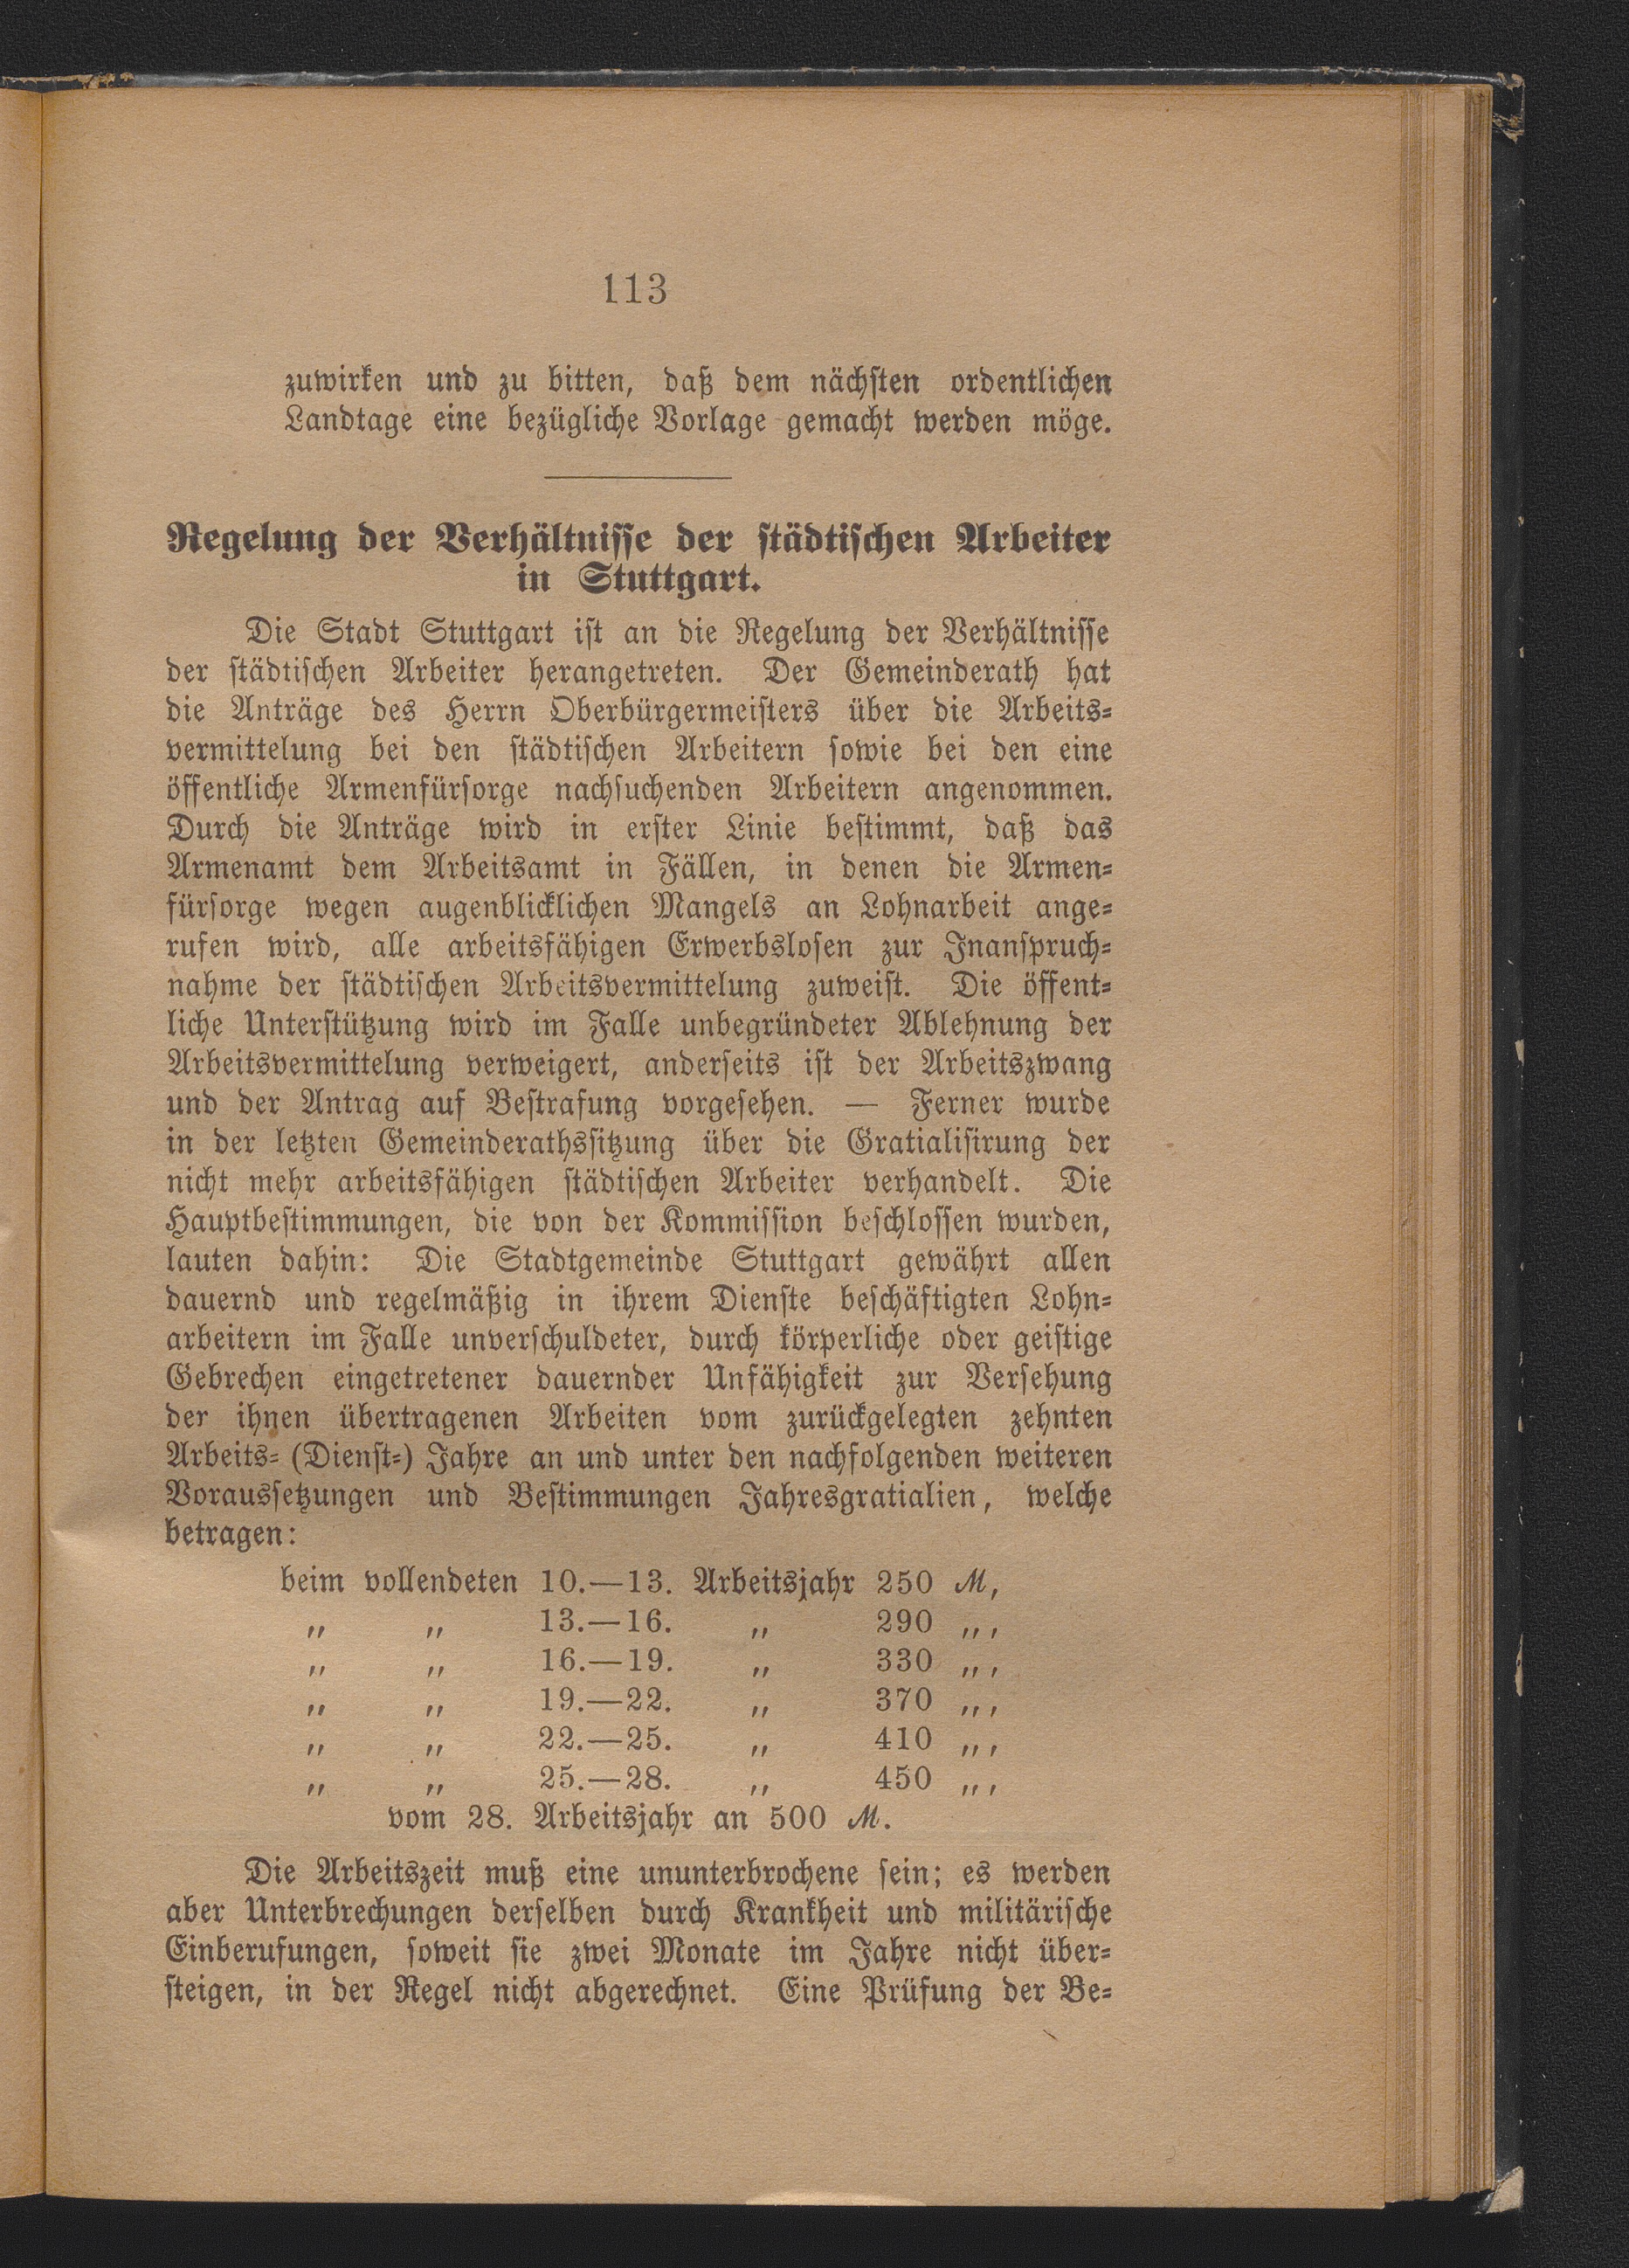 113
zuwirken und zu bitten, daß dem nächsten ordentlichen
Landtage eine bezügliche Vorlage gemacht werden möge.
Regelung der Verhältnisse der städtischen Arbeiter
in Stuttgart.
Die Stadt Stuttgart ist an die Regelung der Verhältnisse
der städtischen Arbeiter herangetreten. Der Gemeinderath hat
die Anträge des Herrn Oberbürgermeisters über die Arbeits-
vermittelung bei den städtischen Arbeitern sowie bei den eine
öffentliche Armenfürsorge nachsuchenden Arbeitern angenommen.
Durch die Anträge wird in erster Linie bestimmt, daß das
Armenamt dem Arbeitsamt in Fällen, in denen die Armen-
fürsorge wegen augenblicklichen Mangels an Lohnarbeit ange-
rufen wird, alle arbeitsfähigen Erwerbslosen zur Inanspruch-
nahme der städtischen Arbeitsvermittelung zuweist. Die öffent-
liche Unterstützung wird im Falle unbegründeter Ablehnung der
Arbeitsvermittelung verweigert, anderseits ist der Arbeitszwang
und der Antrag auf Bestrafung vorgesehen. — Ferner wurde
in der letzten Gemeinderathssitzung über die Gratialisirung der
nicht mehr arbeitsfähigen städtischen Arbeiter verhandelt. Die
Hauptbestimmungen, die von der Kommission beschlossen wurden,
lauten dahin: Die Stadtgemeinde Stuttgart gewährt allen
dauernd und regelmäßig in ihrem Dienste beschäftigten Lohn-
arbeitern im Falle unverschuldeter, durch körperliche oder geistige
Gebrechen eingetretener dauernder Unfähigkeit zur Versehung
der ihnen übertragenen Arbeiten vom zurückgelegten zehnten
Arbeits- (Dienst-) Jahre an und unter den nachfolgenden weiteren
Voraussetzungen und Bestimmungen Jahresgratialien, welche
betragen:
beim vollendeten 10.—13. Arbeitsjahr 250 ℳ,
„ „ 13.—16. „ 290 „,
„ „ 16.—19. „ 330 „,
„ „ 19.—22. „ 370 „,
„ „ 22.—25. „ 410 „,
„ „ 25.—28. „ 450 „,
vom 28. Arbeitsjahr an 500 ℳ.
Die Arbeitszeit muß eine ununterbrochene sein; es werden
aber Unterbrechungen derselben durch Krankheit und militärische
Einberufungen, soweit sie zwei Monate im Jahre nicht über-
steigen, in der Regel nicht abgerechnet. Eine Prüfung der Be-